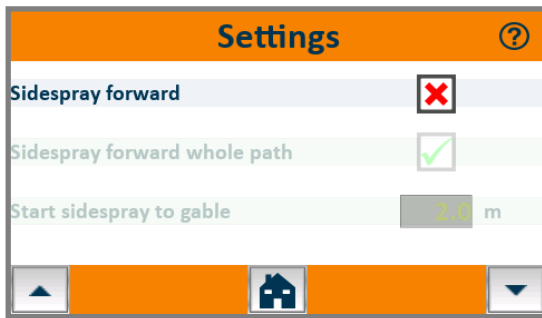 Settings
?
Sidespray forward
Sidespray forward whole path
Start sidespray to gable 2.0 m